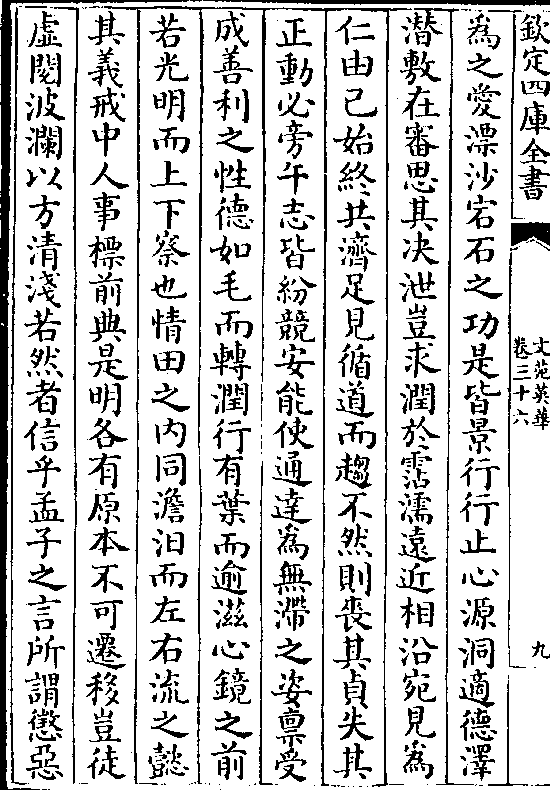 欽定四庫全書
文苑英華
卷三十六
九
為之愛漂沙宕石之功是皆景行行止心源洞適德澤
潜敷在審思其决泄豈求潤於霑濡遠近相沿宛見為
仁由己始終共濟足見循道而趨不然則喪其貞失其
正動必旁午志皆紛競安能使通達為無滯之姿禀受
成善利之性德如毛而轉潤行有葉而逾滋心鏡之前
若光明而上下察也情田之内同澹汨而左右流之懿
其義戒中人事標前典是明各有原本不可遷移豈徒
虛閱波瀾以方清淺若然者信乎孟子之言所謂懲惡